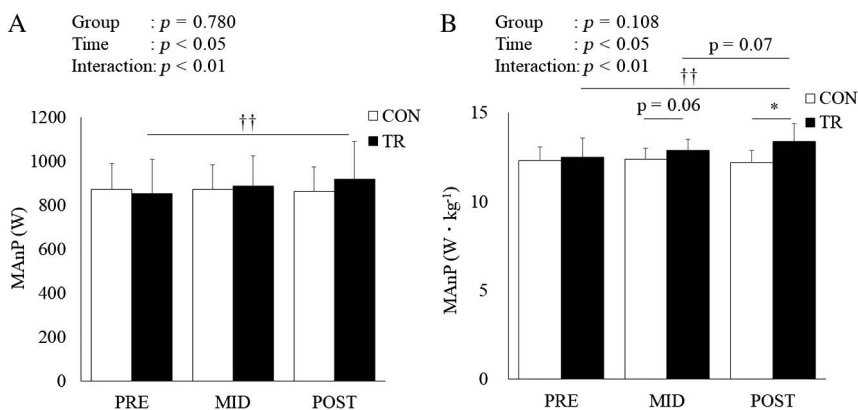 A
Group : p = 0.780
Time : p < 0.05
Interaction: p < 0.01
††
CON
TR
1200
1000
800
600
400
200
0
MAnP (W)
PRE MID POST
B
Group : p = 0.108
Time : p < 0.05
Interaction: p < 0.01
p = 0.07
††
p = 0.06
*
CON
TR
15
10
5
0
MAnP (W・kg-1)
PRE MID POST